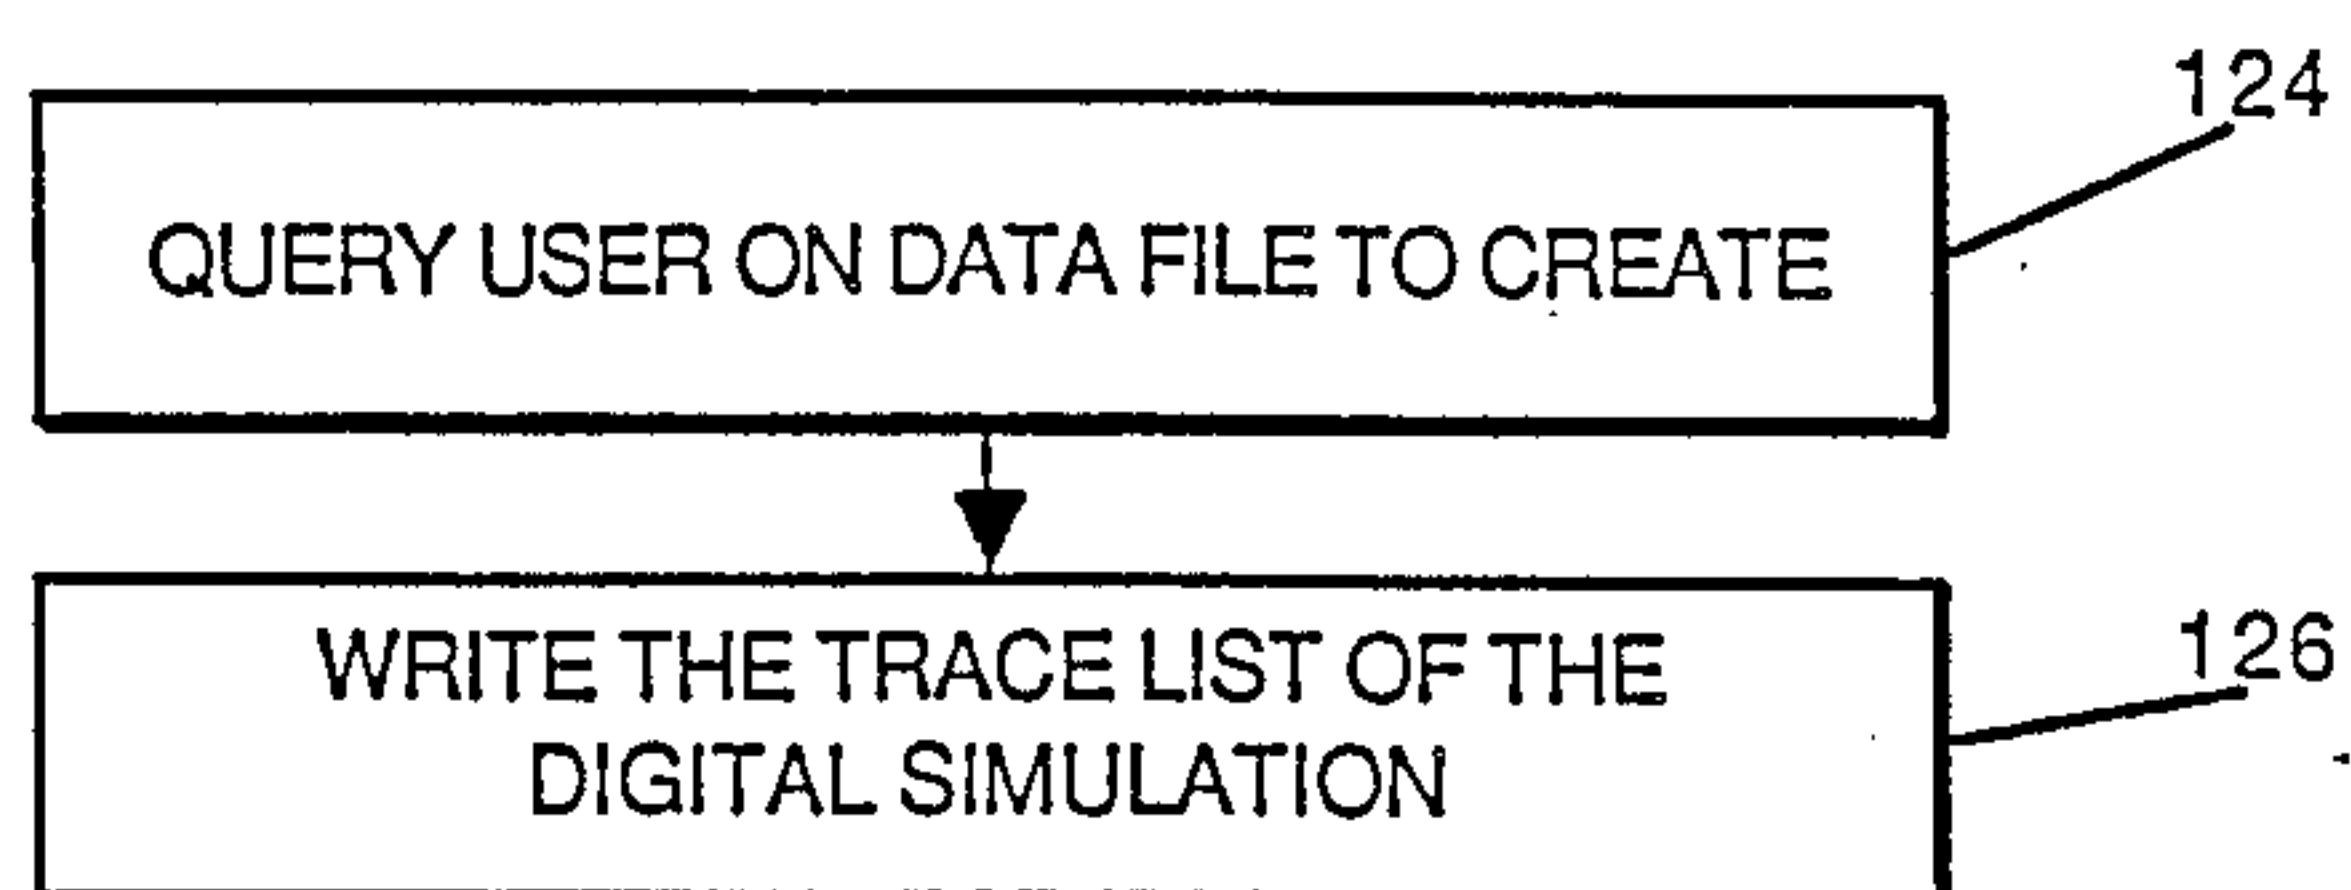 124
QUERY USER ON DATA FILE TO CREATE
WRITE THE TRACE LIST OF THE
DIGITAL SIMULATION
126